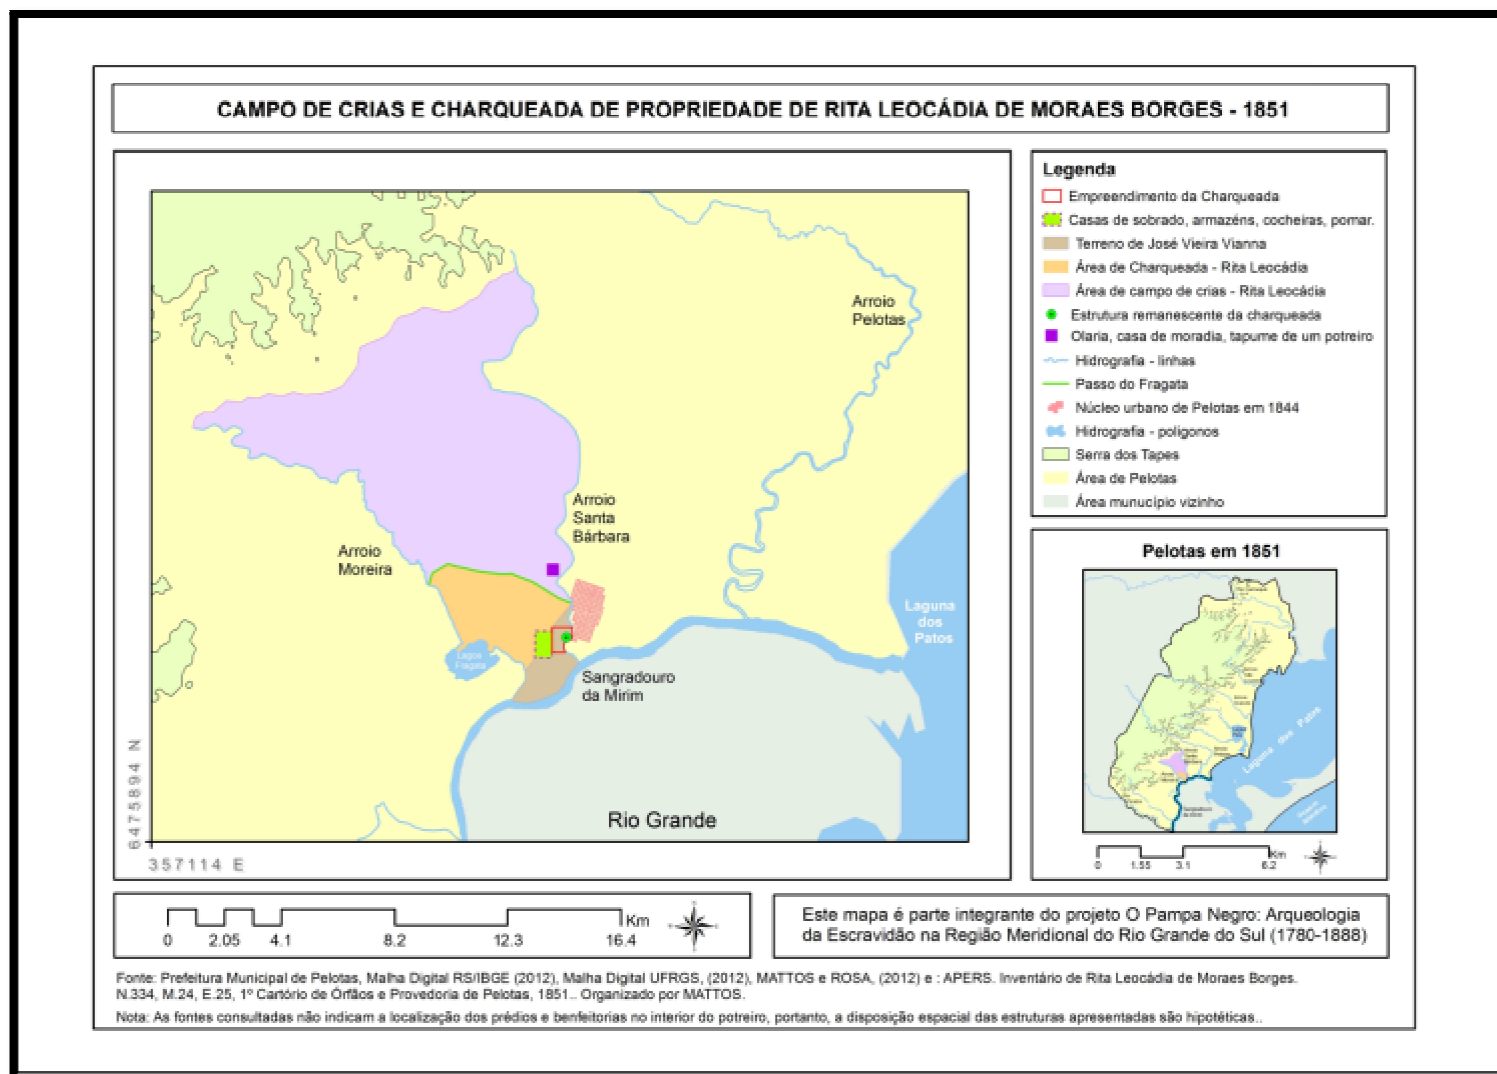 CAMPO DE CRIAS E CHARQUEADA DE PROPRIEDADE DE RITA LEOCÁDIA DE MORAES BORGES - 1851
Arroio
Pelotas
Arroio
Santa
Bárbara
Arroio
Moreira
Laguna
dos
Patos
Lagoa
Fragata
Sangradouro
da Mirim
Rio Grande
6475894 N
357114 E
Legenda
Empreendimento da Charqueada
Casas de sobrado, armazéns, cocheiras, pomar.
Terreno de José Vieira Vianna
Área de Charqueada - Rita Leocádia
Área de campo de crias - Rita Leocádia
Estrutura remanescente da charqueada
Olaria, casa de moradia, tapume de um potreiro
Hidrografia - linhas
Passo do Fragata
Núcleo urbano de Pelotas em 1844
Hidrografia - poligonos
Serra dos Tapes
Área de Pelotas
Área munucípio vizinho
Pelotas em 1851
Laguna dos Patos
0 1.55 3.1 6.2 Km
0 2.05 4.1 8.2 12.3 16.4 Km
Este mapa é parte integrante do projeto O Pampa Negro: Arqueologia
da Escravidão na Região Meridional do Rio Grande do Sul (1780-1888)
Fonte: Prefeitura Municipal de Pelotas, Malha Digital RS/IBGE (2012), Malha Digital UFRGS, (2012), MATTOS e ROSA, (2012) e : APERS. Inventário de Rita Leocádia de Moraes Borges.
N.334, M.24, E.25, 1º Cartório de Órfãos e Provedoria de Pelotas, 1851.. Organizado por MATTOS.
Nota: As fontes consultadas não indicam a localização dos prédios e benfeitorias no interior do potreiro, portanto, a disposição espacial das estruturas apresentadas são hipotéticas..